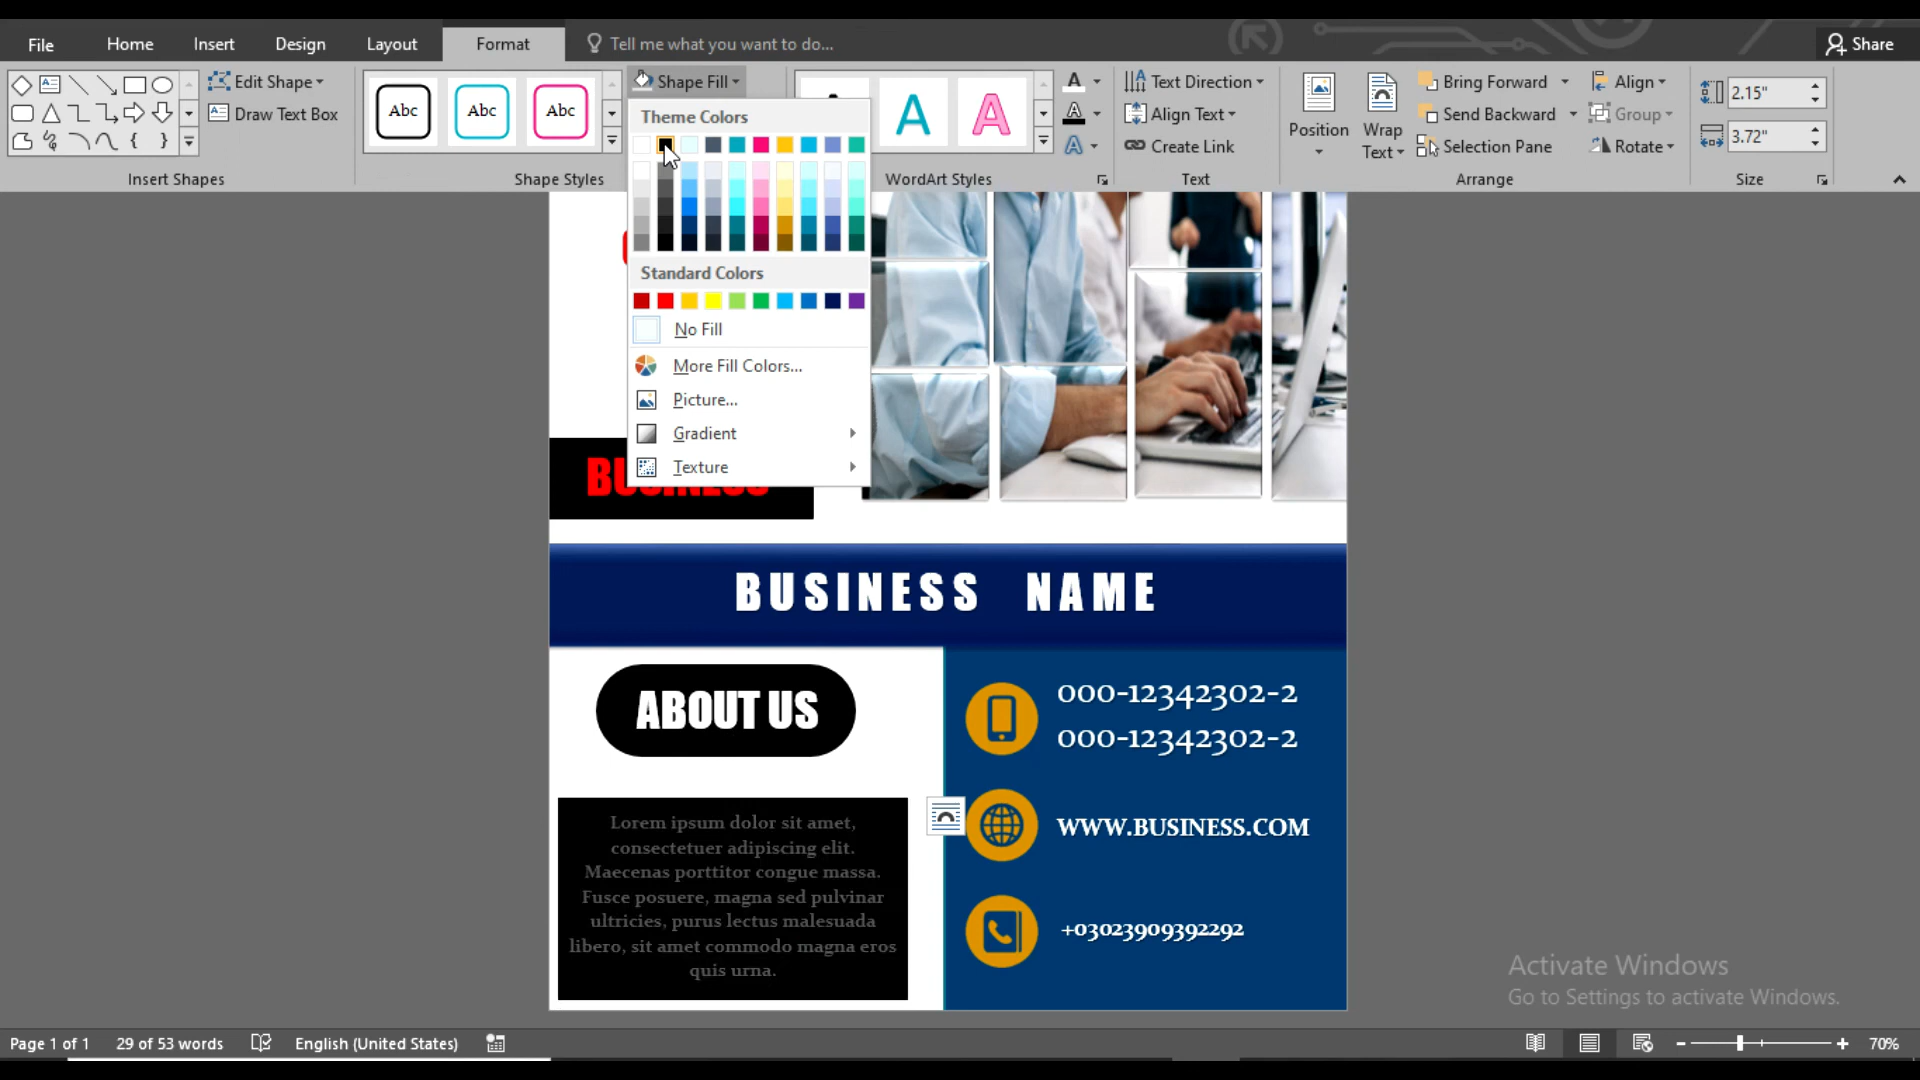 File
Home
Insert
Design
Layout
Format
Tell me what you want to do...
Share
Edit Shape
Draw Text Box
Insert Shapes
Abc
Abc
Abc
Shape Styles
Shape Fill
Theme Colors
Standard Colors
No Fill
More Fill Colors...
Picture...
Gradient
Texture
A
A
WordArt Styles
A
A
A
Text Direction
Align Text
Create Link
Text
Position
Wrap
Text
Bring Forward
Send Backward
Selection Pane
Align
Group
Rotate
Arrange
2.15"
3.72"
Size
BUSINESS
BUSINESS NAME
ABOUT US
Lorem ipsum dolor sit amet,
consectetuer adipiscing elit.
Maecenas porttitor congue massa.
Fusce posuere, magna sed pulvinar
ultricies, purus lectus malesuada
libero, sit amet commodo magna eros
quis urna.
000-12342302-2
000-12342302-2
WWW.BUSINESS.COM
+03023909392292
Activate Windows
Go to Settings to activate Windows.
Page 1 of 1
29 of 53 words
English (United States)
70%